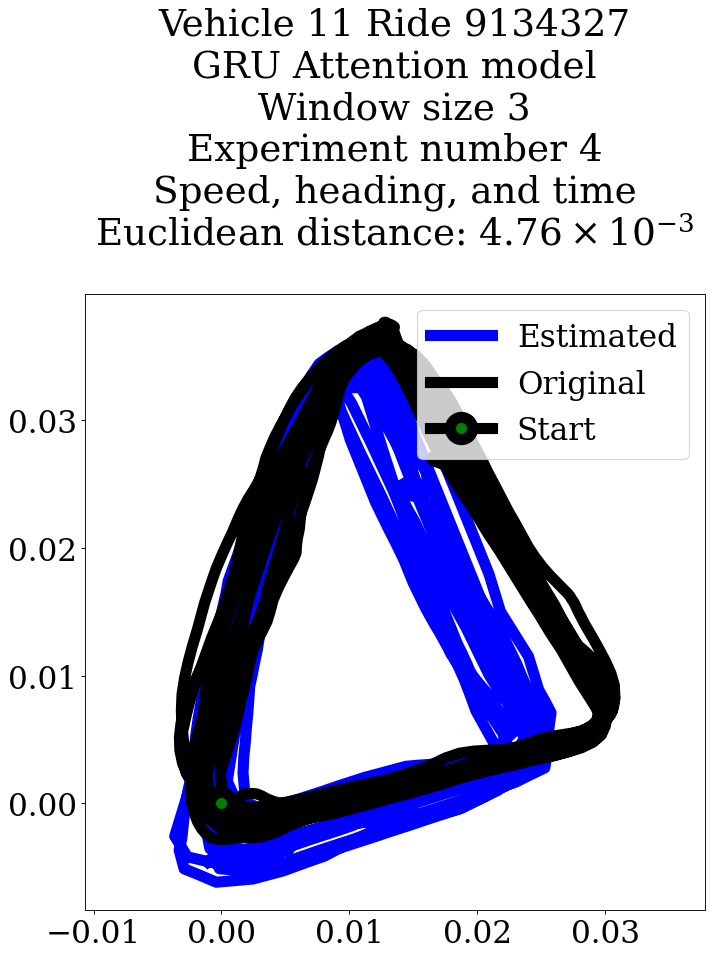 Vehicle 11 Ride 9134327
GRU Attention model
Window size 3
Experiment number 4
Speed, heading, and time
Euclidean distance: 4.76 × 10⁻³
Estimated
Original
Start
0.03
0.02
0.01
0.00
−0.01 0.00 0.01 0.02 0.03